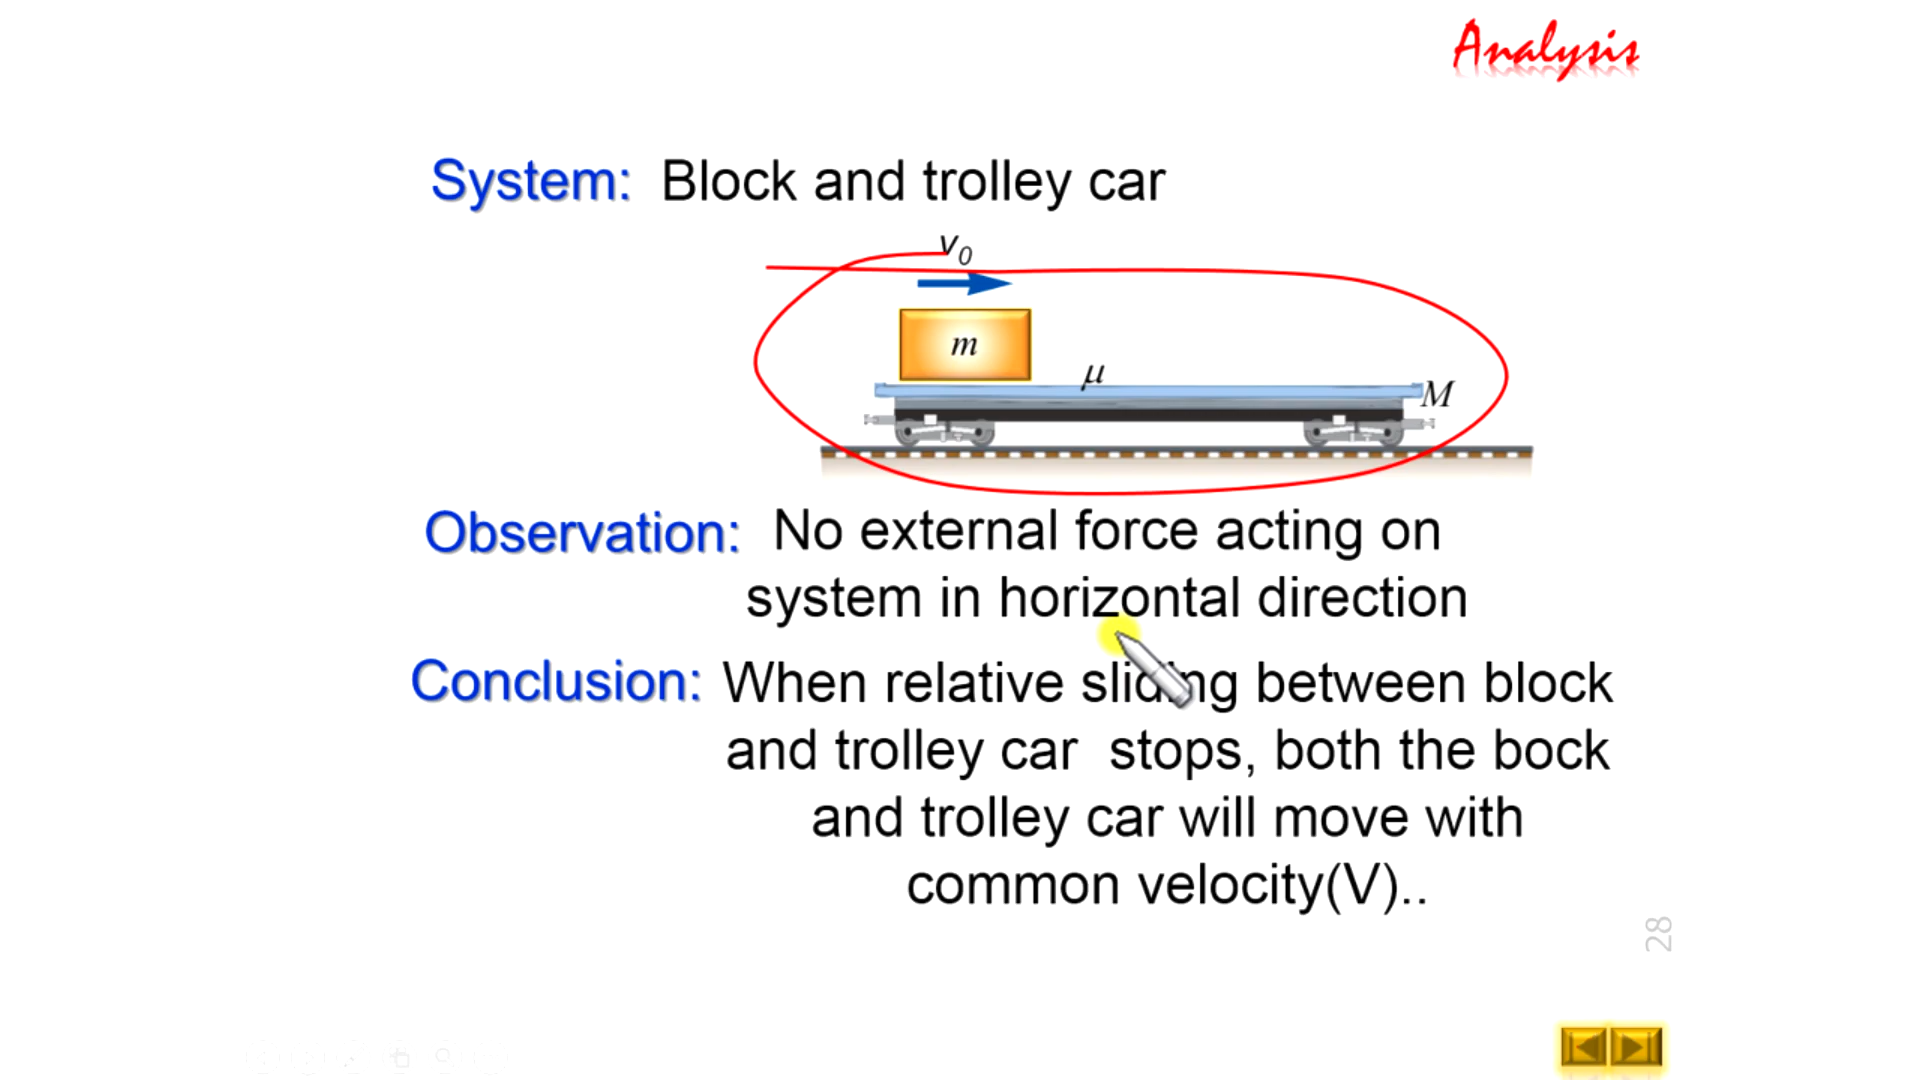 Analysis
System: Block and trolley car
v0
m
μ
M
Observation: No external force acting on
system in horizontal direction
Conclusion: When relative sliding between block
and trolley car stops, both the bock
and trolley car will move with
common velocity(V)..
28